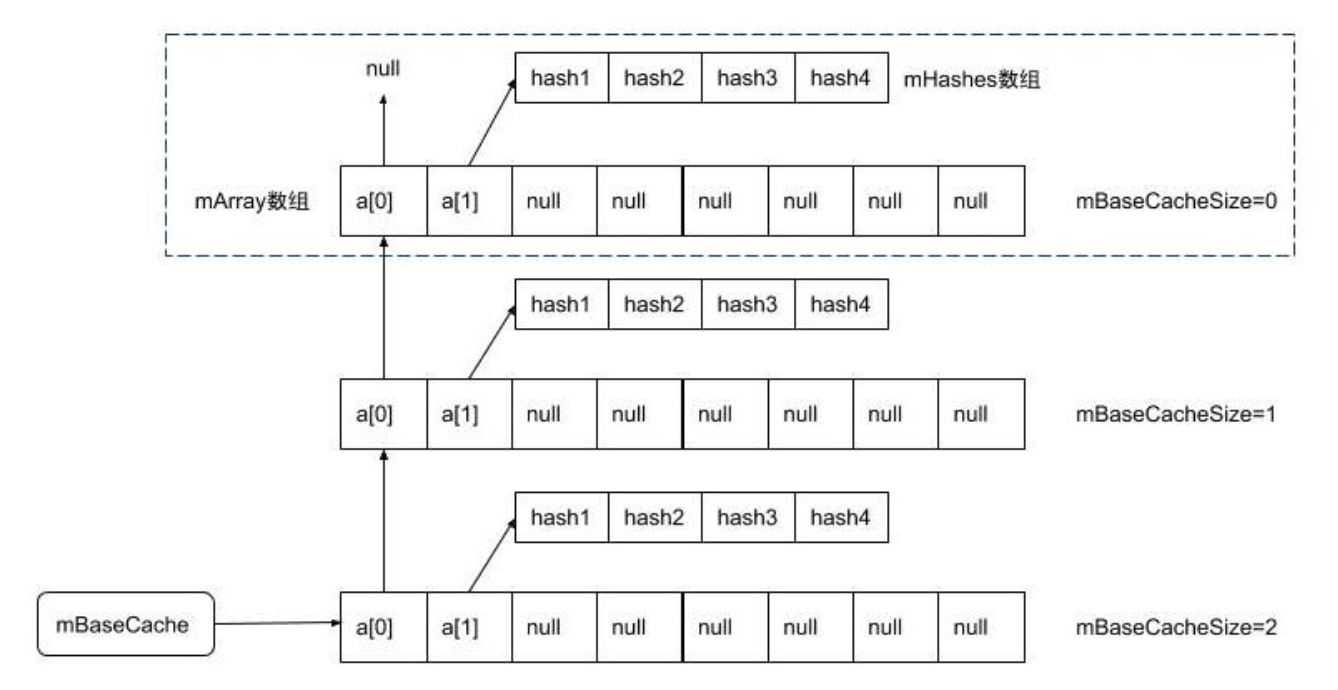 null
hash1 hash2 hash3 hash4 mHashes数组
mArray数组 a[0] a[1] null null null null null null mBaseCacheSize=0
hash1 hash2 hash3 hash4
a[0] a[1] null null null null null null mBaseCacheSize=1
hash1 hash2 hash3 hash4
mBaseCache a[0] a[1] null null null null null null mBaseCacheSize=2